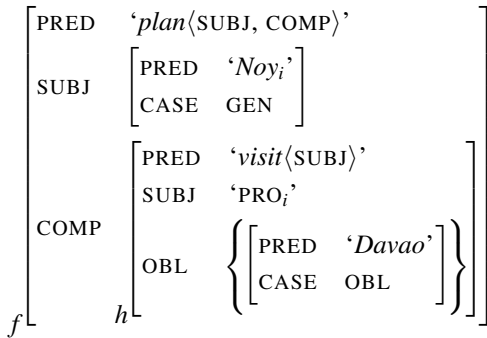 PRED ‘plan⟨SUBJ, COMP⟩’
SUBJ
PRED ‘Noyᵢ’
CASE GEN
COMP
PRED ‘visit⟨SUBJ⟩’
SUBJ ‘PROᵢ’
OBL
PRED ‘Davao’
CASE OBL
f
h